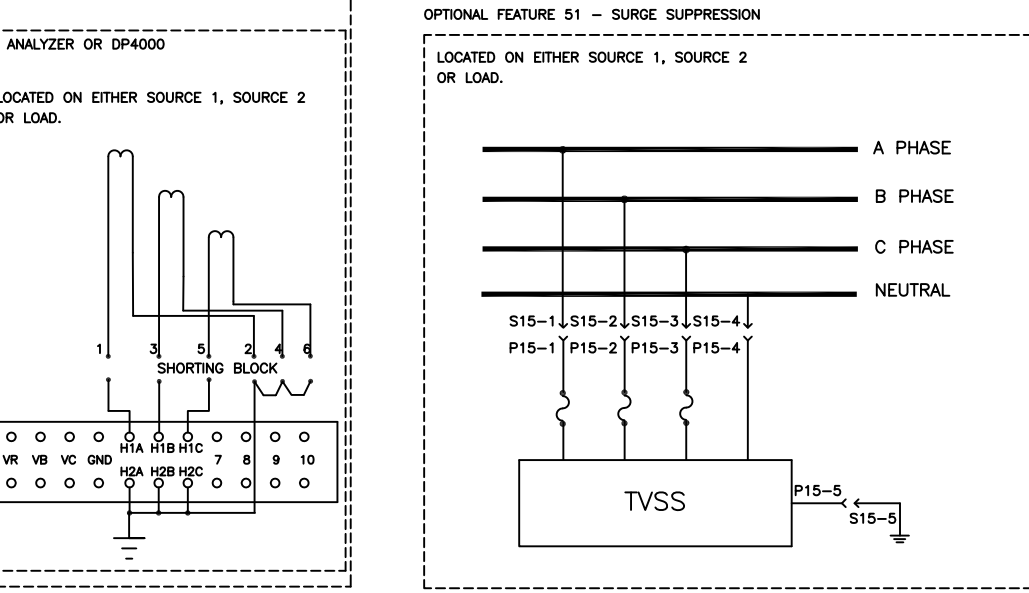 ANALYZER OR DP4000
LOCATED ON EITHER SOURCE 1, SOURCE 2
OR LOAD.
1 3 5 2 4 6
SHORTING BLOCK
H1A H1B H1C
VR VB VC GND 7 8 9 10
H2A H2B H2C
OPTIONAL FEATURE 51 – SURGE SUPPRESSION
LOCATED ON EITHER SOURCE 1, SOURCE 2
OR LOAD.
A PHASE
B PHASE
C PHASE
NEUTRAL
S15-1 S15-2 S15-3 S15-4
P15-1 P15-2 P15-3 P15-4
TVSS
P15-5
S15-5